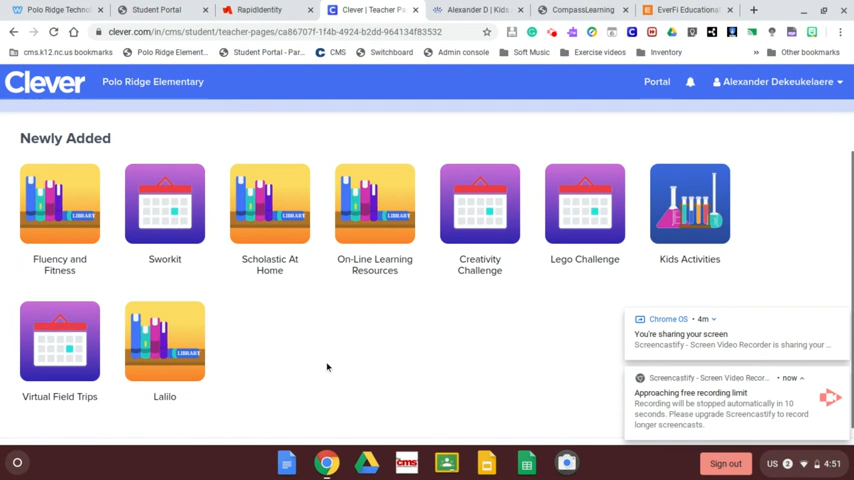 Polo Ridge Technol
Student Portal
RapidIdentity
Clever | Teacher Pa
Alexander D | Kids
CompassLearning
EverFi Educational
clever.com/in/cms/student/teacher-pages/ca86707f-1f4b-4924-b2dd-964134f83532
cms.k12.nc.us bookmarks
Polo Ridge Element...
Student Portal - Par...
CMS
Switchboard
Admin console
Soft Music
Exercise videos
Inventory
Other bookmarks
Clever
Polo Ridge Elementary
Portal
Alexander Dekeukelaere
Newly Added
LIBRARY
LIBRARY
LIBRARY
Fluency and
Fitness
Sworkit
Scholastic At
Home
On-Line Learning
Resources
Creativity
Challenge
Lego Challenge
Kids Activities
LIBRARY
Virtual Field Trips
Lalilo
Chrome OS • 4m
You're sharing your screen
Screencastify - Screen Video Recorder is sharing your ...
Screencastify - Screen Video Recor... • now
Approaching free recording limit
Recording will be stopped automatically in 10
seconds. Please upgrade Screencastify to record
longer screencasts.
cms
Sign out
US
2
4:51